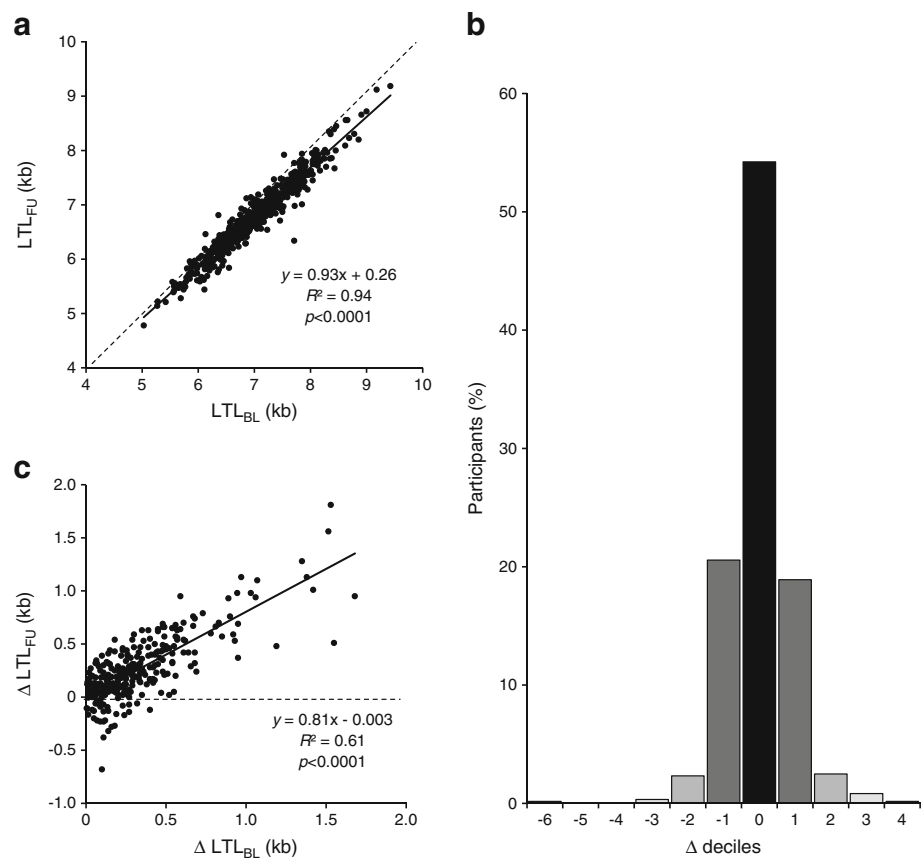 a
10
9
8
7
6
5
4
4 5 6 7 8 9 10
LTL_FU (kb)
LTL_BL (kb)
y = 0.93x + 0.26
R² = 0.94
p<0.0001
b
60
50
40
30
20
10
0
-6 -5 -4 -3 -2 -1 0 1 2 3 4
Participants (%)
Δ deciles
c
2.0
1.5
1.0
0.5
0
-0.5
-1.0
0 0.5 1.0 1.5 2.0
Δ LTL_FU (kb)
Δ LTL_BL (kb)
y = 0.81x - 0.003
R² = 0.61
p<0.0001